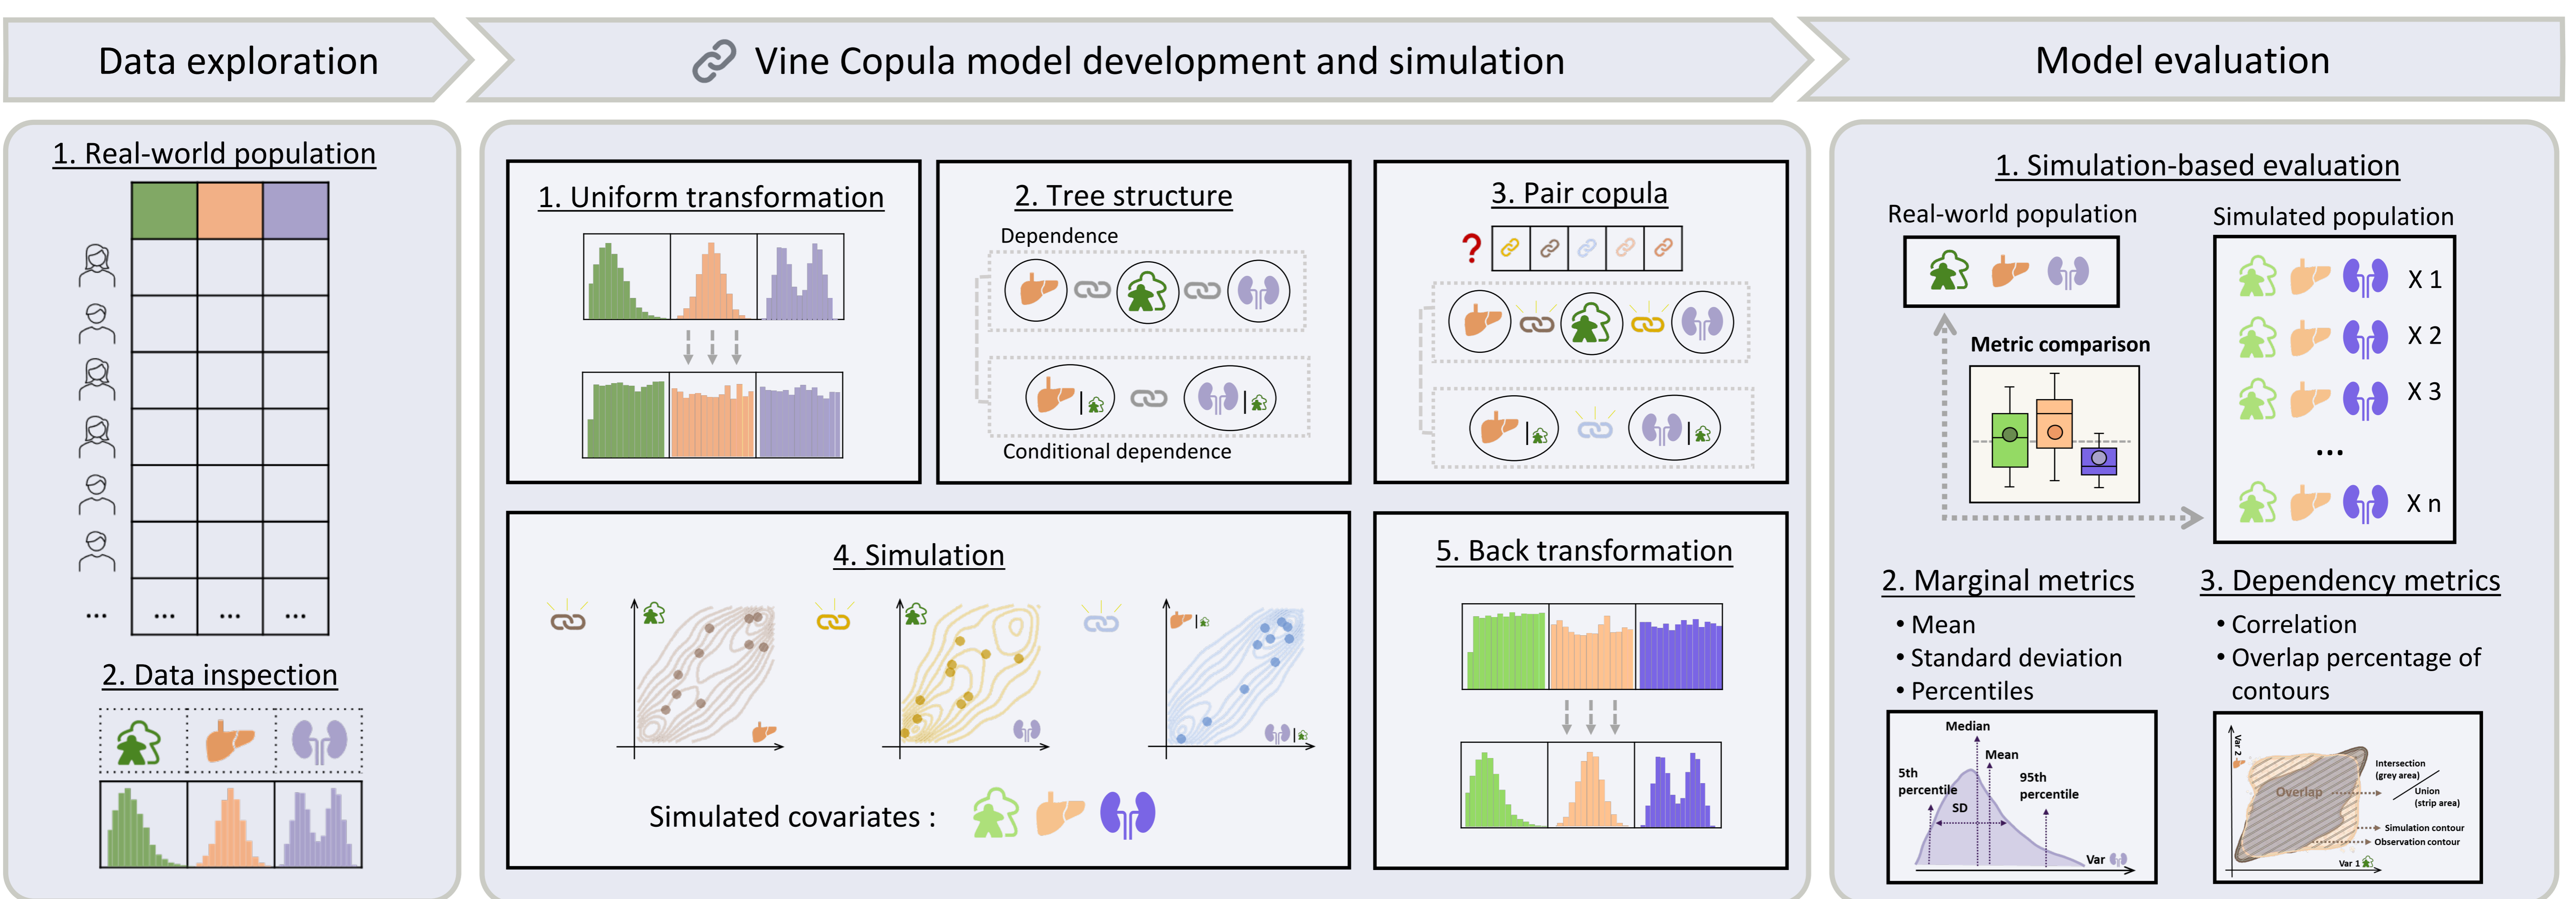 Data exploration
Vine Copula model development and simulation
Model evaluation
1. Real-world population
...
... ... ...
2. Data inspection
1. Uniform transformation
2. Tree structure
Dependence
|
|
Conditional dependence
3. Pair copula
?
|
|
4. Simulation
|
|
Simulated covariates :
5. Back transformation
1. Simulation-based evaluation
Real-world population
Simulated population
X 1
X 2
X 3
...
X n
Metric comparison
2. Marginal metrics
• Mean
• Standard deviation
• Percentiles
Median
Mean
5th
percentile
95th
percentile
SD
Var
3. Dependency metrics
• Correlation
• Overlap percentage of
contours
Var 2
Overlap
Intersection
(grey area)
Union
(strip area)
Simulation contour
Observation contour
Var 1